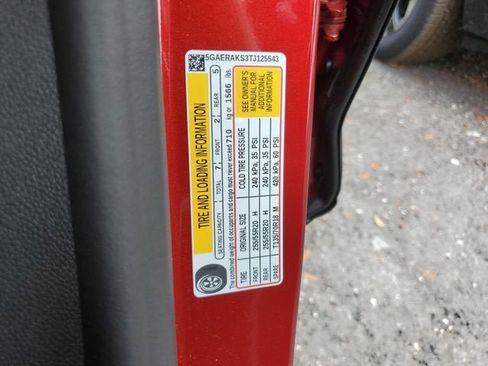 5GAERAKS3TJ125543
TIRE AND LOADING INFORMATION
SEATING CAPACITY TOTAL 7 FRONT 2 REAR 5
The combined weight of occupants and cargo must never exceed 710 kg or 1566 lbs.
TIRE ORIGINAL SIZE COLD TIRE PRESSURE
FRONT 255/55R20 H 240 kPa, 35 PSI
REAR 255/55R20 H 240 kPa, 35 PSI
SPARE T135/70R18 M 420 kPa, 60 PSI
SEE OWNER'S
MANUAL FOR
ADDITIONAL
INFORMATION